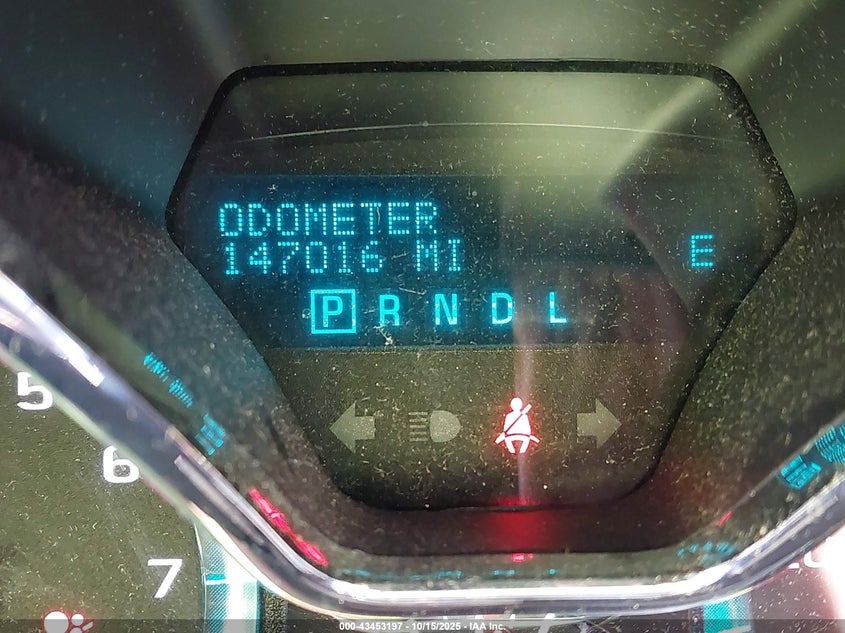 ODOMETER
147016 MI E
P R N D L
5
6
7
000-43453197 - 10/15/2025 - IAA Inc.